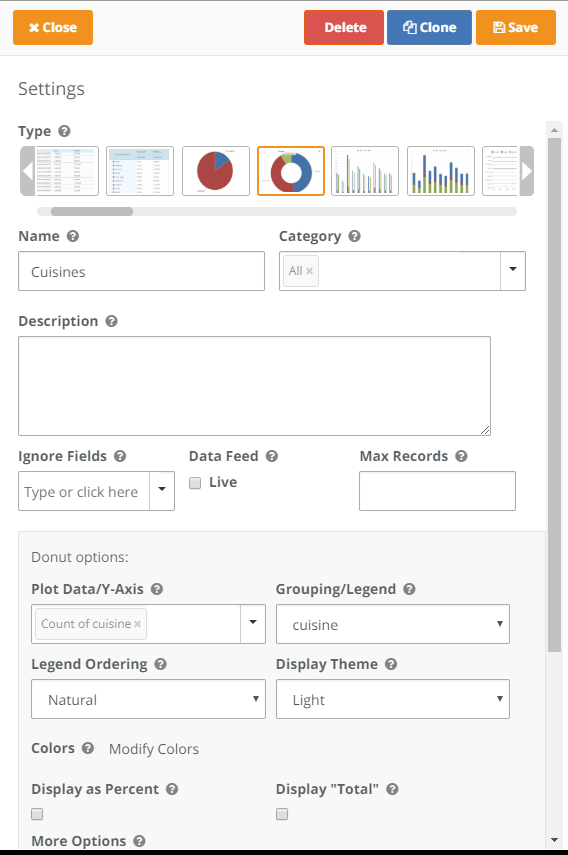 Close Delete Clone Save
Settings
Type
Name Category
Cuisines All
Description
Ignore Fields Data Feed Max Records
Type or click here Live
Donut options:
Plot Data/Y-Axis Grouping/Legend
Count of cuisine cuisine
Legend Ordering Display Theme
Natural Light
Colors Modify Colors
Display as Percent Display "Total"
More Options